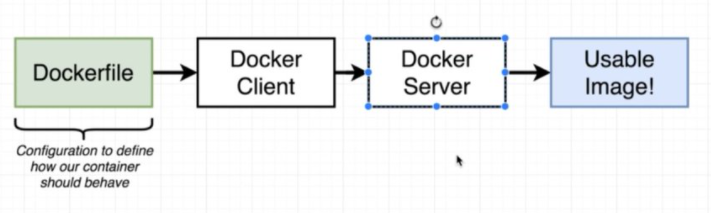 Dockerfile
Docker
Client
Docker
Server
Usable
Image!
Configuration to define
how our container
should behave